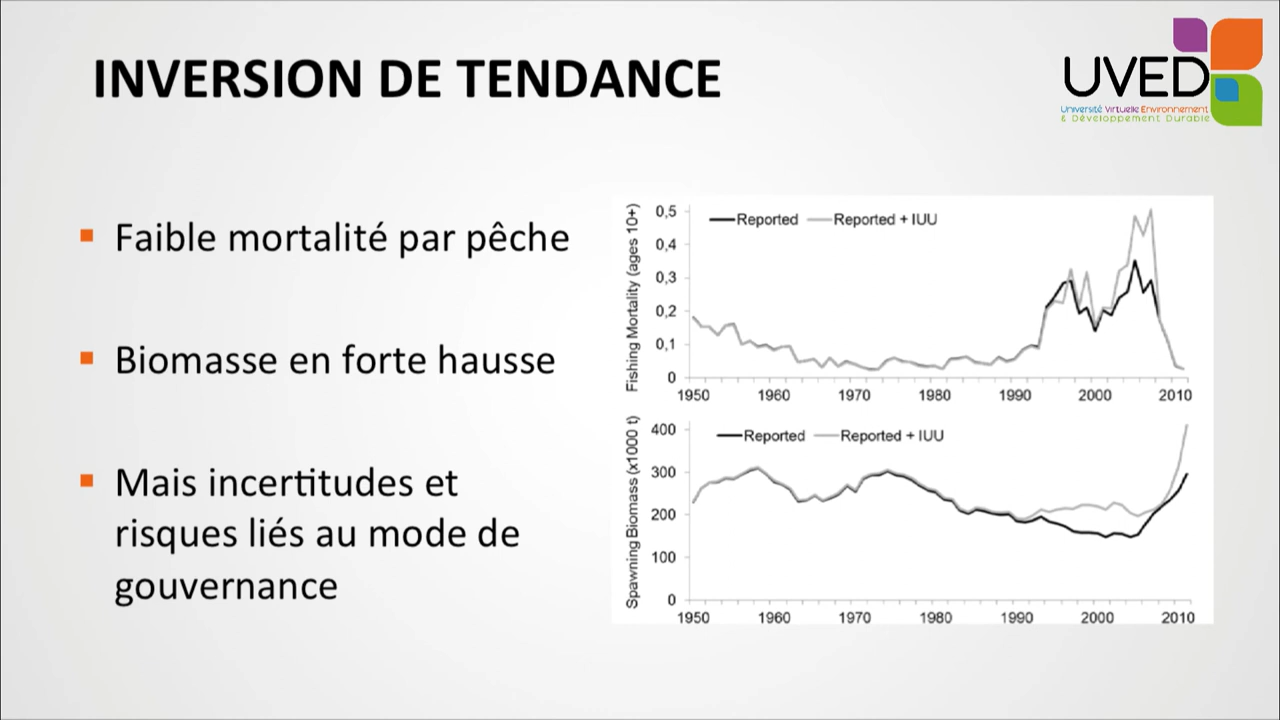 INVERSION DE TENDANCE
UVED
Université Virtuelle Environnement
& Développement Durable
▪ Faible mortalité par pêche
▪ Biomasse en forte hausse
▪ Mais incertitudes et
risques liés au mode de
gouvernance
Fishing Mortality (ages 10+)
Reported
Reported + IUU
0,5
0,4
0,3
0,2
0,1
0
1950 1960 1970 1980 1990 2000 2010
Spawning Biomass (x1000 t)
Reported
Reported + IUU
400
300
200
100
0
1950 1960 1970 1980 1990 2000 2010